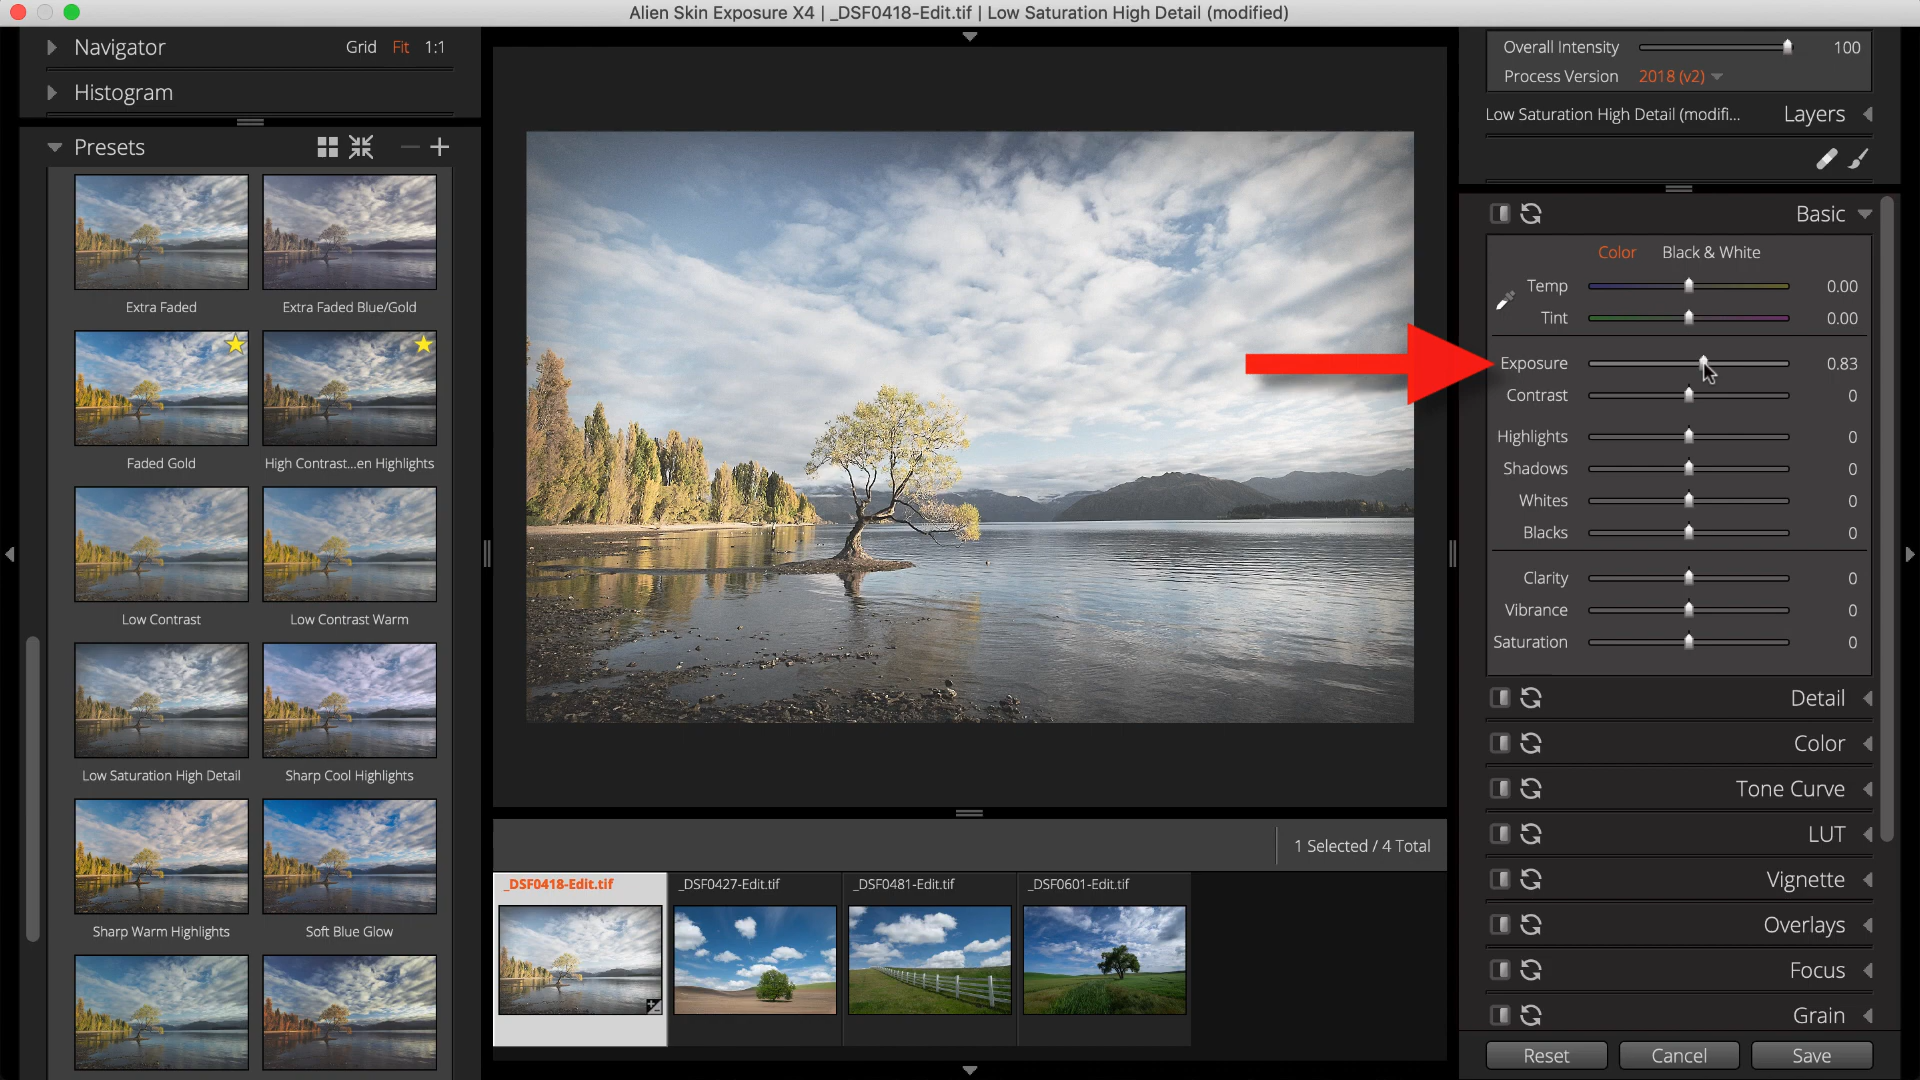 Alien Skin Exposure X4 | _DSF0418-Edit.tif | Low Saturation High Detail (modified)
Navigator
Grid Fit 1:1
Histogram
Presets
Extra Faded
Extra Faded Blue/Gold
Faded Gold
High Contrast...en Highlights
Low Contrast
Low Contrast Warm
Low Saturation High Detail
Sharp Cool Highlights
Sharp Warm Highlights
Soft Blue Glow
1 Selected / 4 Total
_DSF0418-Edit.tif
_DSF0427-Edit.tif
_DSF0481-Edit.tif
_DSF0601-Edit.tif
Overall Intensity 100
Process Version 2018 (v2)
Low Saturation High Detail (modifi... Layers
Basic
Color Black & White
Temp 0.00
Tint 0.00
Exposure 0.83
Contrast 0
Highlights 0
Shadows 0
Whites 0
Blacks 0
Clarity 0
Vibrance 0
Saturation 0
Detail
Color
Tone Curve
LUT
Vignette
Overlays
Focus
Grain
Reset Cancel Save